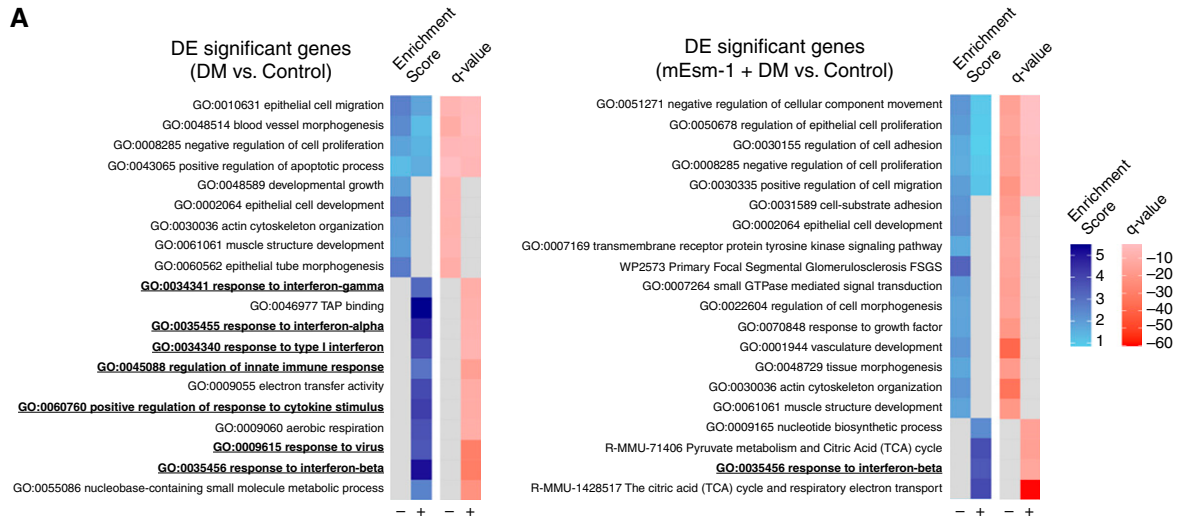 A
DE significant genes
(DM vs. Control)
Enrichment
Score
q-value
GO:0010631 epithelial cell migration
GO:0048514 blood vessel morphogenesis
GO:0008285 negative regulation of cell proliferation
GO:0043065 positive regulation of apoptotic process
GO:0048589 developmental growth
GO:0002064 epithelial cell development
GO:0030036 actin cytoskeleton organization
GO:0061061 muscle structure development
GO:0060562 epithelial tube morphogenesis
GO:0034341 response to interferon-gamma
GO:0046977 TAP binding
GO:0035455 response to interferon-alpha
GO:0034340 response to type I interferon
GO:0045088 regulation of innate immune response
GO:0009055 electron transfer activity
GO:0060760 positive regulation of response to cytokine stimulus
GO:0009060 aerobic respiration
GO:0009615 response to virus
GO:0035456 response to interferon-beta
GO:0055086 nucleobase-containing small molecule metabolic process
− + − +
DE significant genes
(mEsm-1 + DM vs. Control)
Enrichment
Score
q-value
GO:0051271 negative regulation of cellular component movement
GO:0050678 regulation of epithelial cell proliferation
GO:0030155 regulation of cell adhesion
GO:0008285 negative regulation of cell proliferation
GO:0030335 positive regulation of cell migration
GO:0031589 cell-substrate adhesion
GO:0002064 epithelial cell development
GO:0007169 transmembrane receptor protein tyrosine kinase signaling pathway
WP2573 Primary Focal Segmental Glomerulosclerosis FSGS
GO:0007264 small GTPase mediated signal transduction
GO:0022604 regulation of cell morphogenesis
GO:0070848 response to growth factor
GO:0001944 vasculature development
GO:0048729 tissue morphogenesis
GO:0030036 actin cytoskeleton organization
GO:0061061 muscle structure development
GO:0009165 nucleotide biosynthetic process
R-MMU-71406 Pyruvate metabolism and Citric Acid (TCA) cycle
GO:0035456 response to interferon-beta
R-MMU-1428517 The citric acid (TCA) cycle and respiratory electron transport
− + − +
Enrichment
Score
q-value
5
4
3
2
1
−10
−20
−30
−40
−50
−60